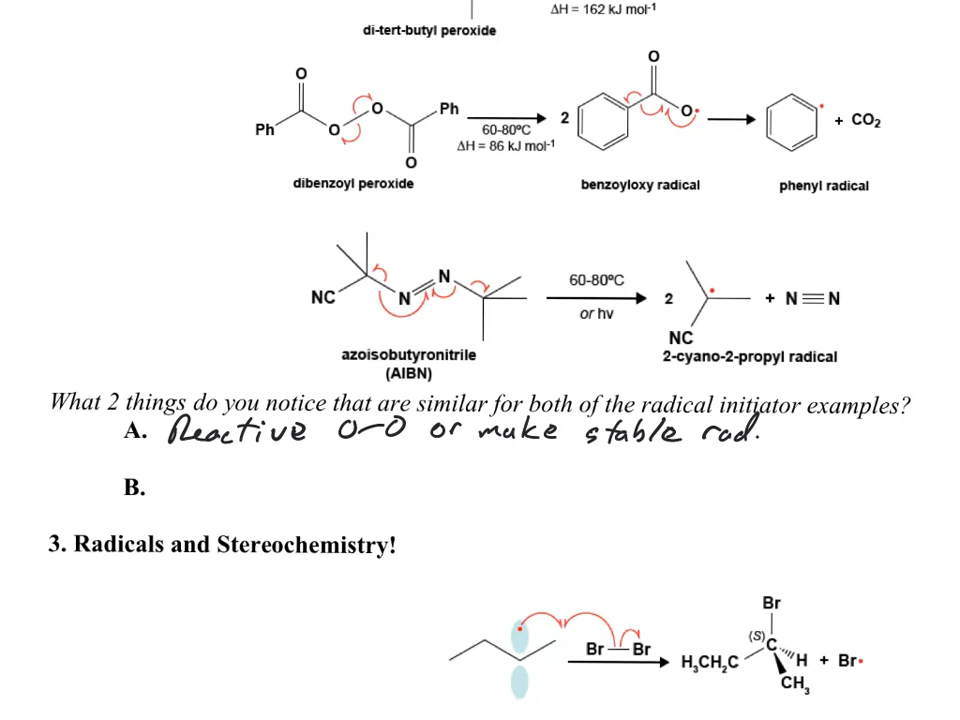 ΔH = 162 kJ mol-1
di-tert-butyl peroxide
O
O
Ph
O
O
Ph
O
60-80ºC
ΔH = 86 kJ mol-1
2
O
+ CO2
dibenzoyl peroxide
benzoyloxy radical
phenyl radical
NC
N
N
60-80ºC
or hv
2
NC
+ N≡N
azoisobutyronitrile
(AIBN)
2-cyano-2-propyl radical
What 2 things do you notice that are similar for both of the radical initiator examples?
A. Reactive O-O or make stable rad.
B.
3. Radicals and Stereochemistry!
Br
Br—Br
(S)
C
H₃CH₂C
H + Br•
CH₃